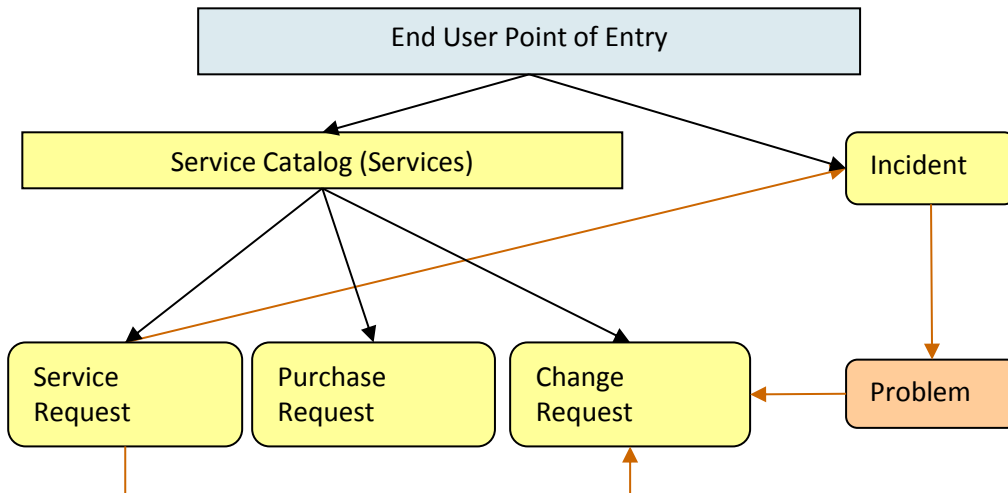 End User Point of Entry
Service Catalog (Services)
Incident
Service
Request
Purchase
Request
Change
Request
Problem